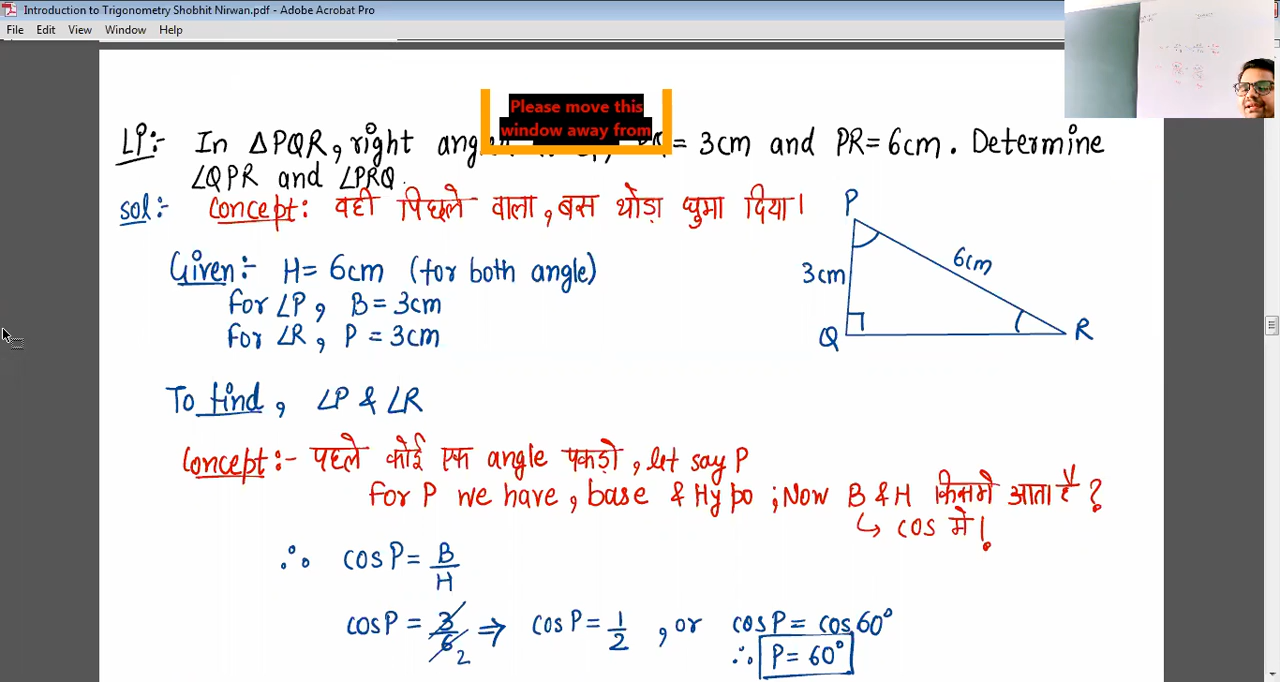 Introduction to Trigonometry Shobhit Nirwan.pdf - Adobe Acrobat Pro
File Edit View Window Help
Please move this
window away from
LP:- In ΔPQR, right = 3cm and PR = 6cm. Determine
∠QPR and ∠PRQ.
Sol:- Concept: वही पिछले वाला, बस थोड़ा घुमा दिया।
P
Given:- H = 6cm (for both angle)
6cm
3cm
For ∠P, B = 3cm
For ∠R, P = 3cm
Q
R
To find, ∠P & ∠R
Concept:- पहले कोई एक angle पकड़ो, let say P
For P we have, base & Hypo; Now B & H किसमे आता है?
↳ cos मे!
∴ cos P = B/H
cos P = 3/6 2 ⇒ cos P = 1/2, or cos P = cos 60°
∴ P = 60°